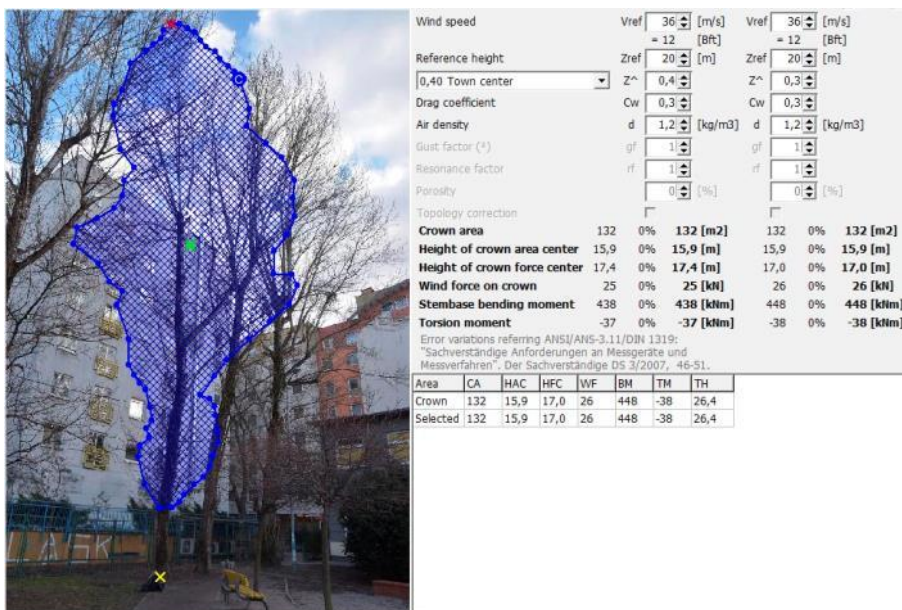 Wind speed Vref 36 [m/s] Vref 36 [m/s]
= 12 [Bft] = 12 [Bft]
Reference height Zref 20 [m] Zref 20 [m]
0,40 Town center Z^ 0,4 Z^ 0,3
Drag coefficient Cw 0,3 Cw 0,3
Air density d 1,2 [kg/m3] d 1,2 [kg/m3]
Gust factor (²) gf 1 gf 1
Resonance factor rf 1 rf 1
Porosity 0 [%] 0 [%]
Topology correction
Crown area 132 0% 132 [m2] 132 0% 132 [m2]
Height of crown area center 15,9 0% 15,9 [m] 15,9 0% 15,9 [m]
Height of crown force center 17,4 0% 17,4 [m] 17,0 0% 17,0 [m]
Wind force on crown 25 0% 25 [kN] 26 0% 26 [kN]
Stembase bending moment 438 0% 438 [kNm] 448 0% 448 [kNm]
Torsion moment -37 0% -37 [kNm] -38 0% -38 [kNm]
Error variations referring ANSI/ANS-3.11/DIN 1319:
"Sachverständige Anforderungen an Messgeräte und
Messverfahren". Der Sachverständige DS 3/2007, 46-51.
Area CA HAC HFC WF BM TM TH
Crown 132 15,9 17,0 26 448 -38 26,4
Selected 132 15,9 17,0 26 448 -38 26,4